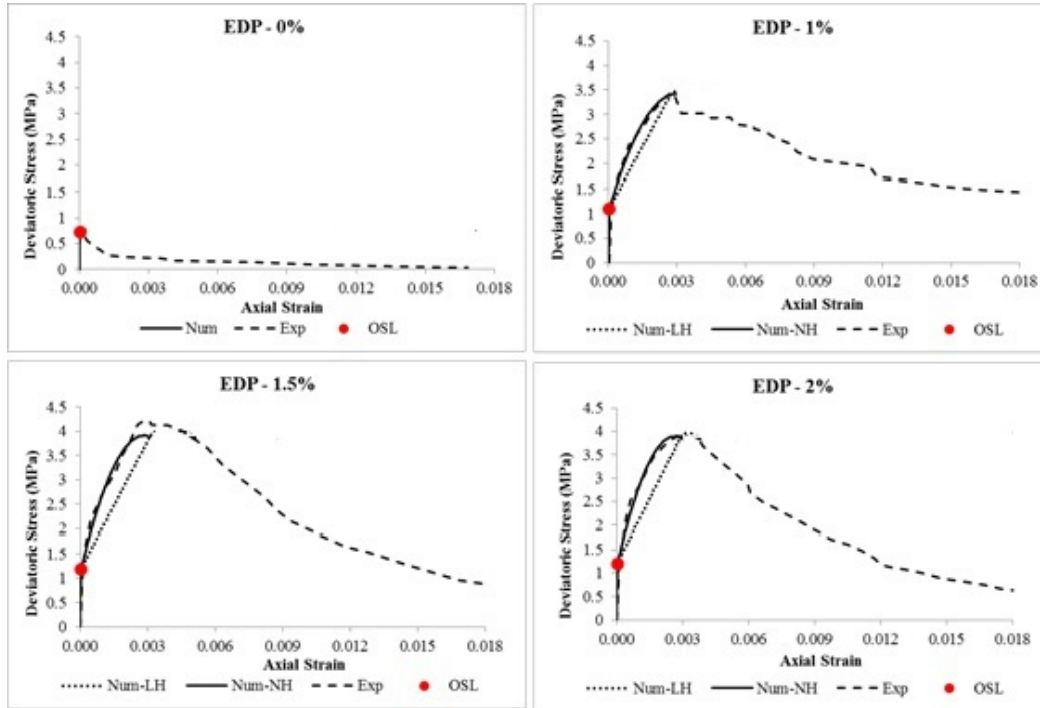 EDP - 0%
Deviatoric Stress (MPa)
4.5
4
3.5
3
2.5
2
1.5
1
0.5
0
0.000 0.003 0.006 0.009 0.012 0.015 0.018
Axial Strain
Num Exp OSL
EDP - 1%
Deviatoric Stress (MPa)
4.5
4
3.5
3
2.5
2
1.5
1
0.5
0
0.000 0.003 0.006 0.009 0.012 0.015 0.018
Axial Strain
Num-LH Num-NH Exp OSL
EDP - 1.5%
Deviatoric Stress (MPa)
4.5
4
3.5
3
2.5
2
1.5
1
0.5
0
0.000 0.003 0.006 0.009 0.012 0.015 0.018
Axial Strain
Num-LH Num-NH Exp OSL
EDP - 2%
Deviatoric Stress (MPa)
4.5
4
3.5
3
2.5
2
1.5
1
0.5
0
0.000 0.003 0.006 0.009 0.012 0.015 0.018
Axial Strain
Num-LH Num-NH Exp OSL